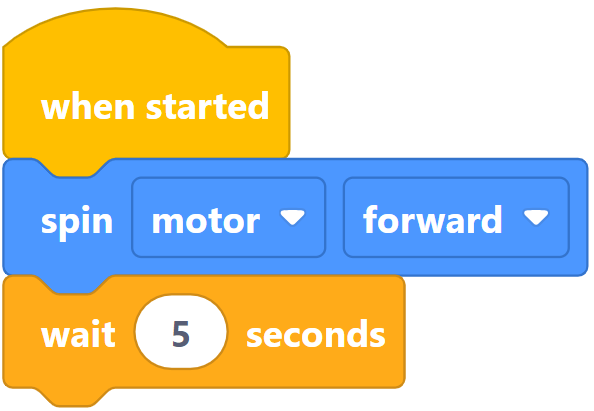 when started
spin motor forward
wait 5 seconds